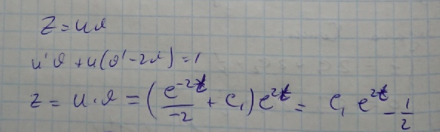 z = uϑ
u'ϑ + u(ϑ' - 2ϑ) = 1
z = u·ϑ = (e^{-2t}/-2 + C₁)e^{2t} = C₁ e^{2t} - 1/2